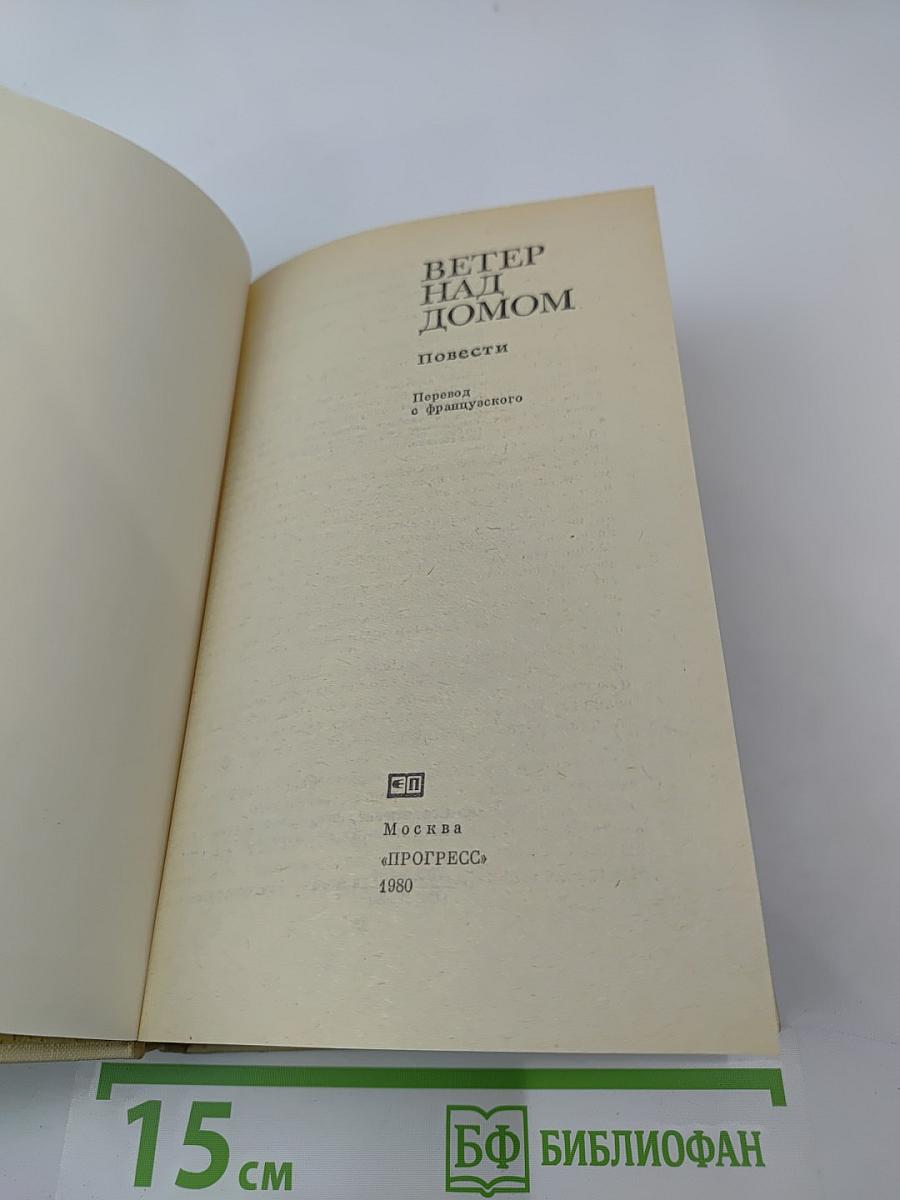 ВЕТЕР
НАД
ДОМОМ
Повести
Перевод
с французского
П
Москва
«ПРОГРЕСС»
1980
15 см
БФ БИБЛИОФАН